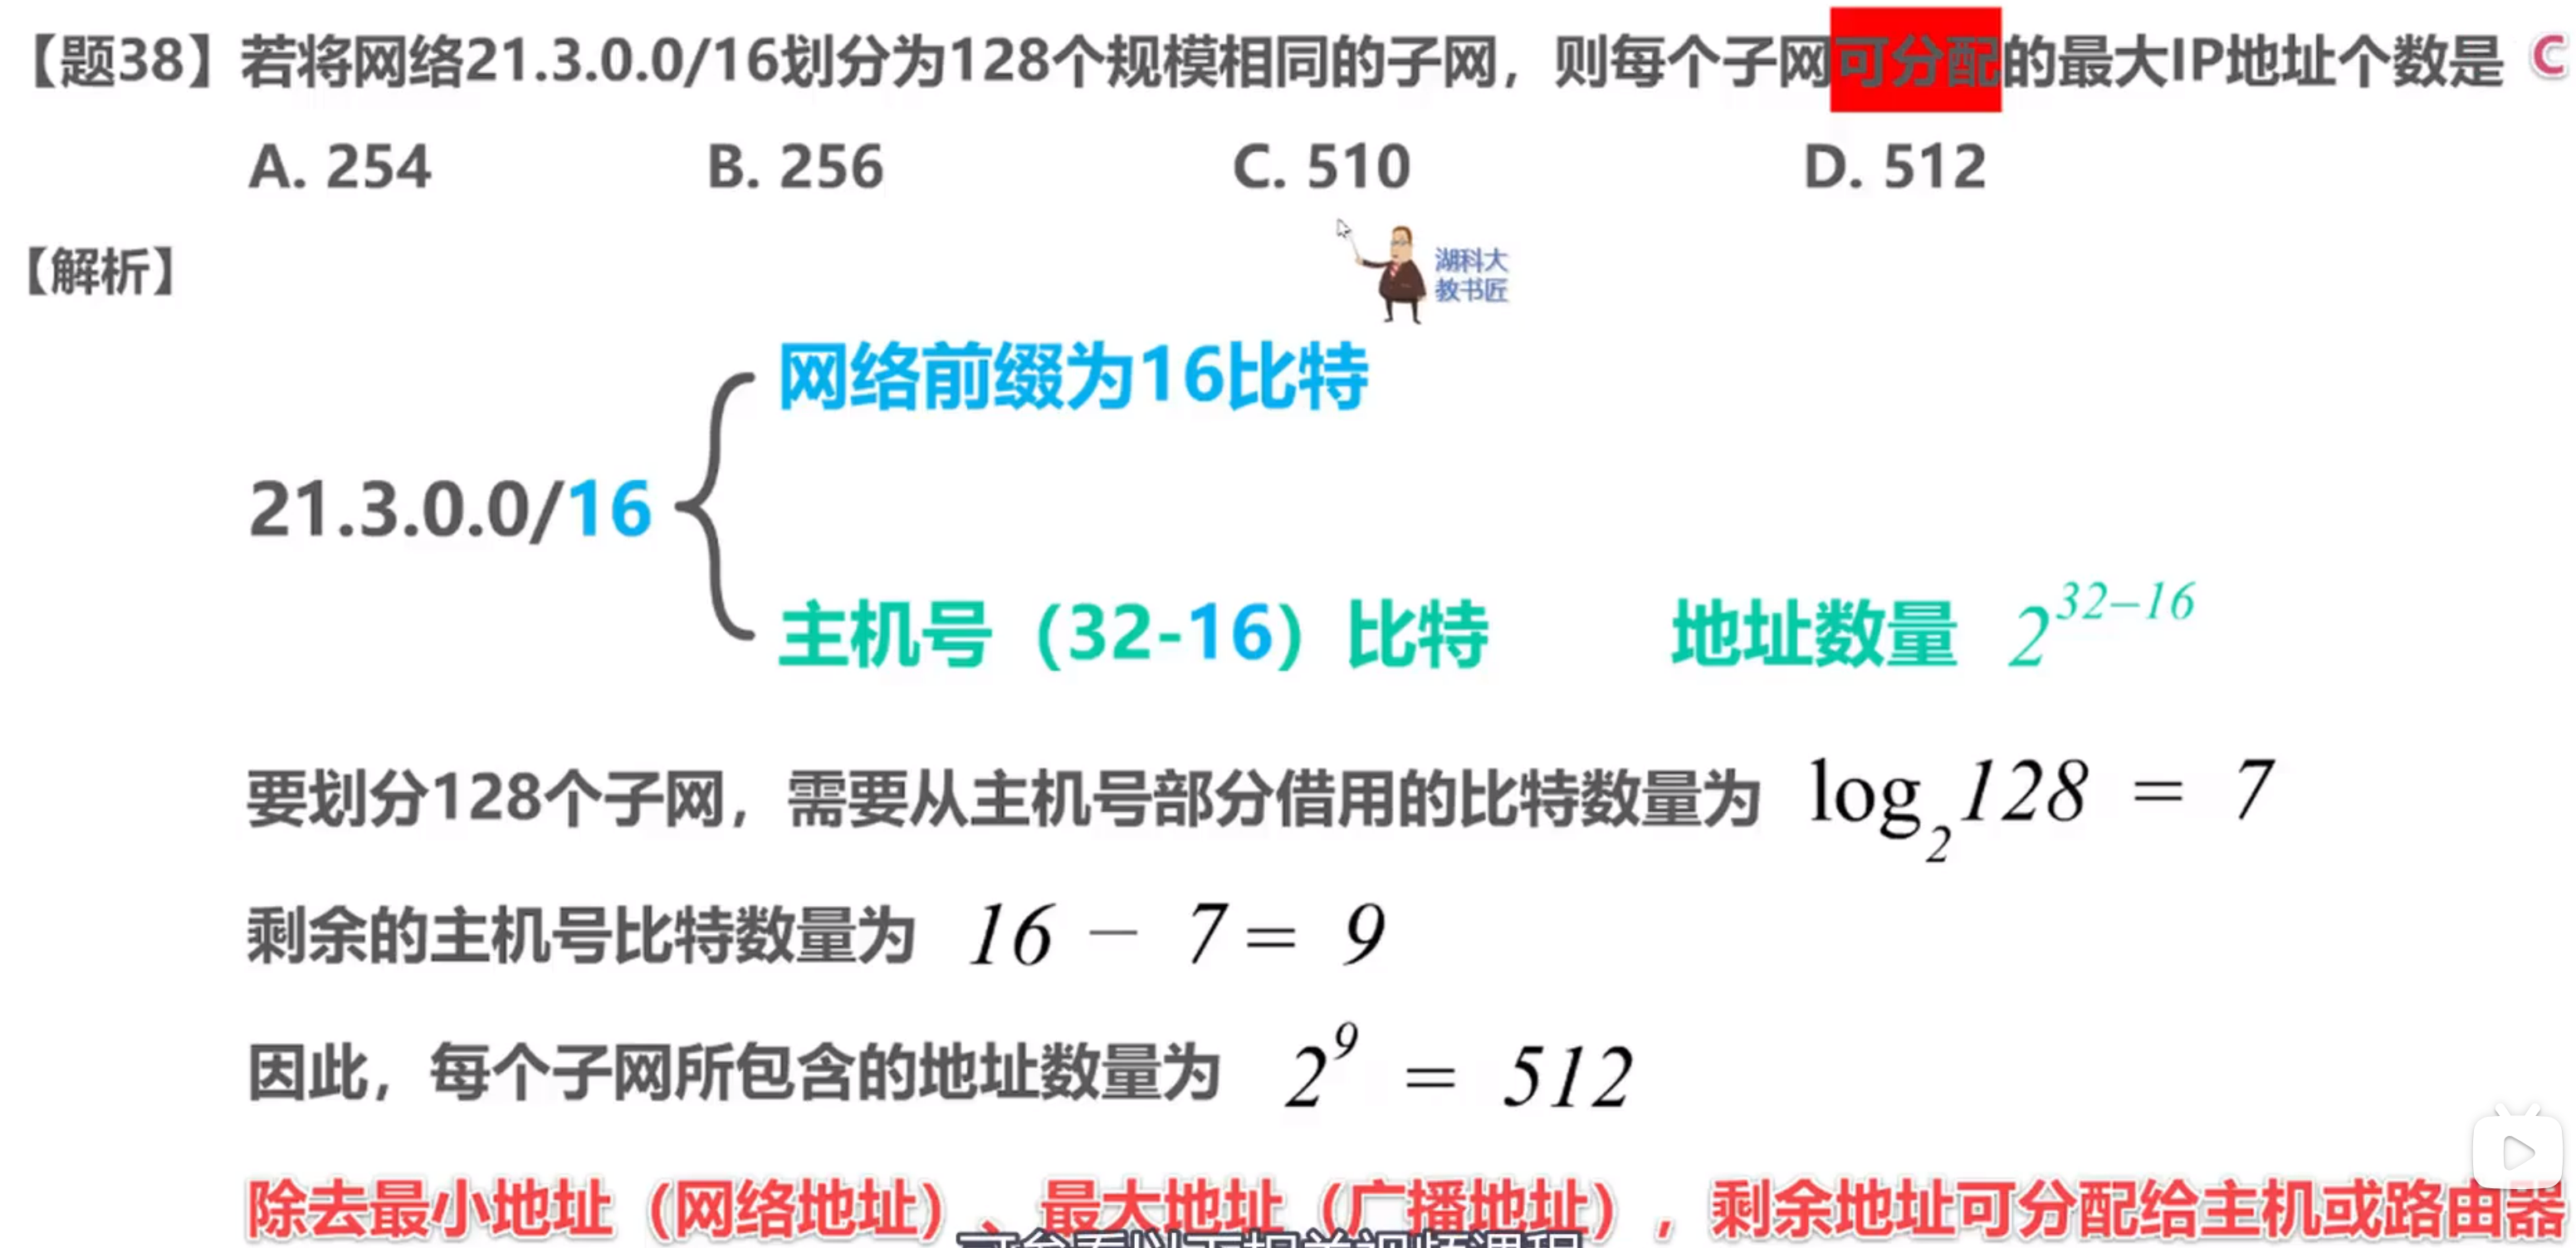 【题38】若将网络21.3.0.0/16划分为128个规模相同的子网，则每个子网可分配的最大IP地址个数是 C
A. 254 B. 256 C. 510 D. 512
【解析】
湖科大
教书匠
网络前缀为16比特
21.3.0.0/16
主机号（32-16）比特 地址数量 2^{32-16}
要划分128个子网，需要从主机号部分借用的比特数量为 log_2 128 = 7
剩余的主机号比特数量为 16 - 7 = 9
因此，每个子网所包含的地址数量为 2^9 = 512
除去最小地址（网络地址）、最大地址（广播地址），剩余地址可分配给主机或路由器